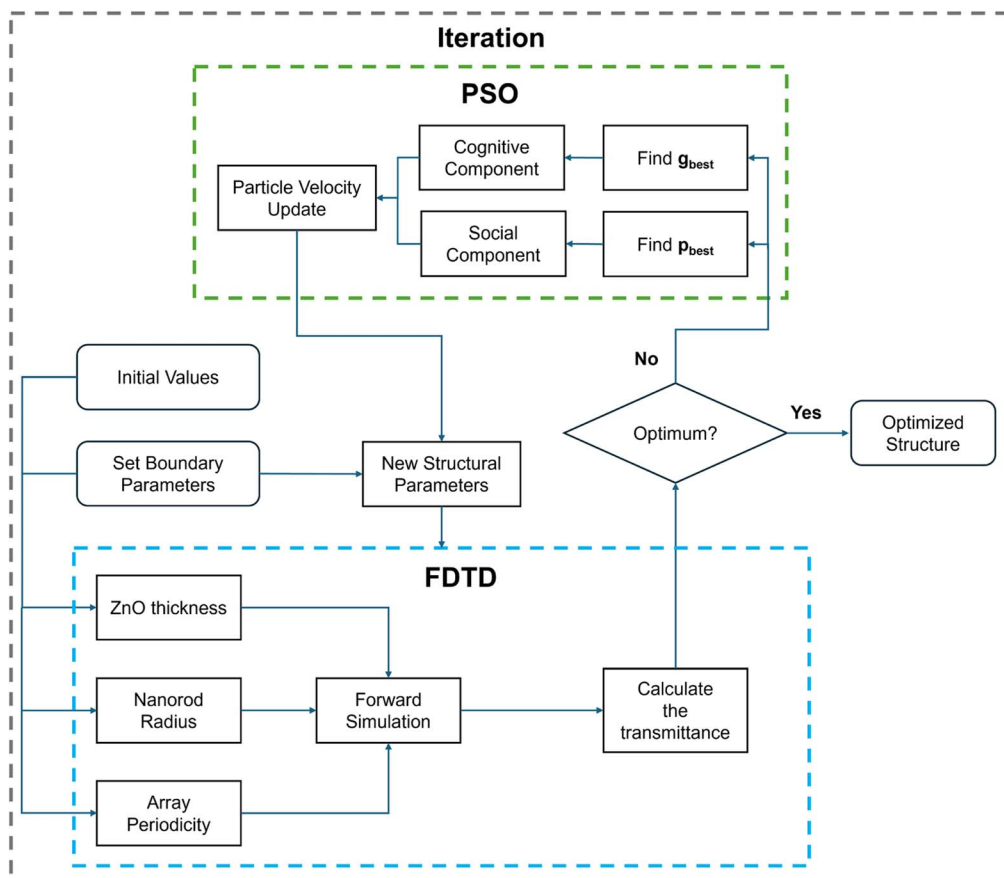 Iteration
PSO
Cognitive
Component
Find gbest
Particle Velocity
Update
Social
Component
Find pbest
Initial Values
No
Set Boundary
Parameters
New Structural
Parameters
Optimum?
Yes
Optimized
Structure
FDTD
ZnO thickness
Nanorod
Radius
Forward
Simulation
Calculate
the
transmittance
Array
Periodicity